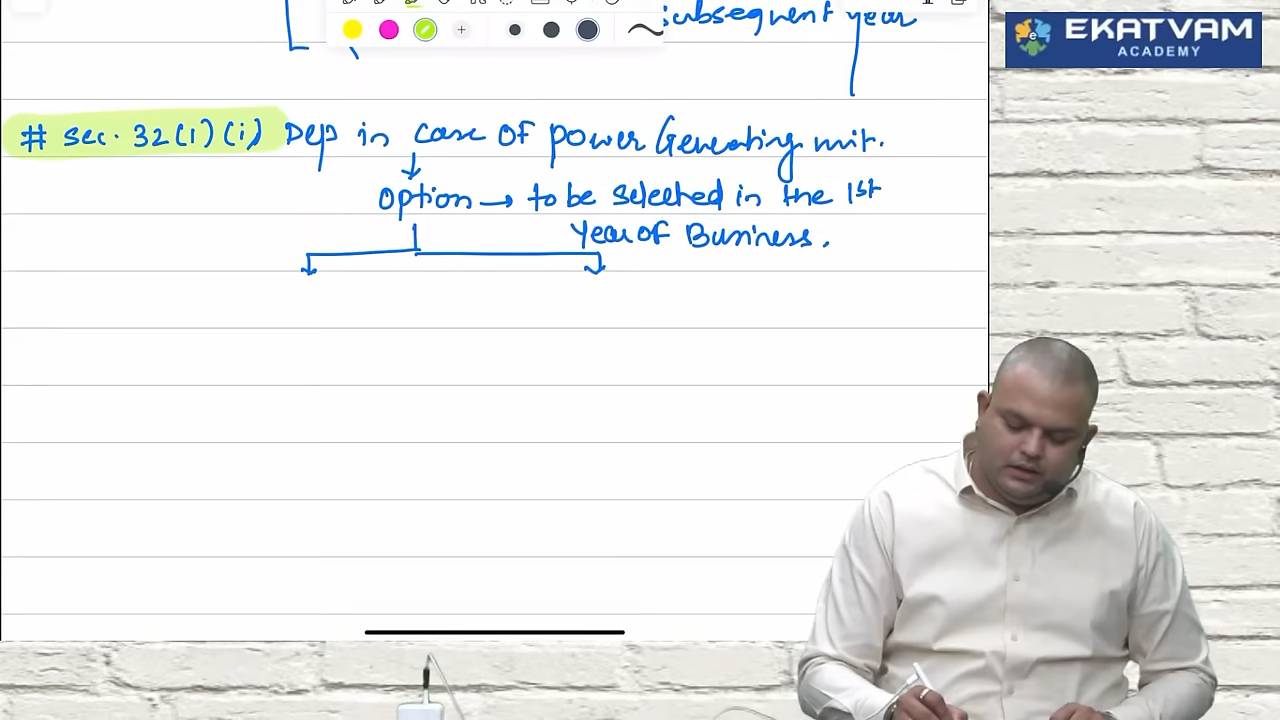 subsequent year
EKATVAM
ACADEMY
# Sec. 32(1)(i) Dep in case of power Generating unit.
Option → to be selected in the 1st
Year of Business.